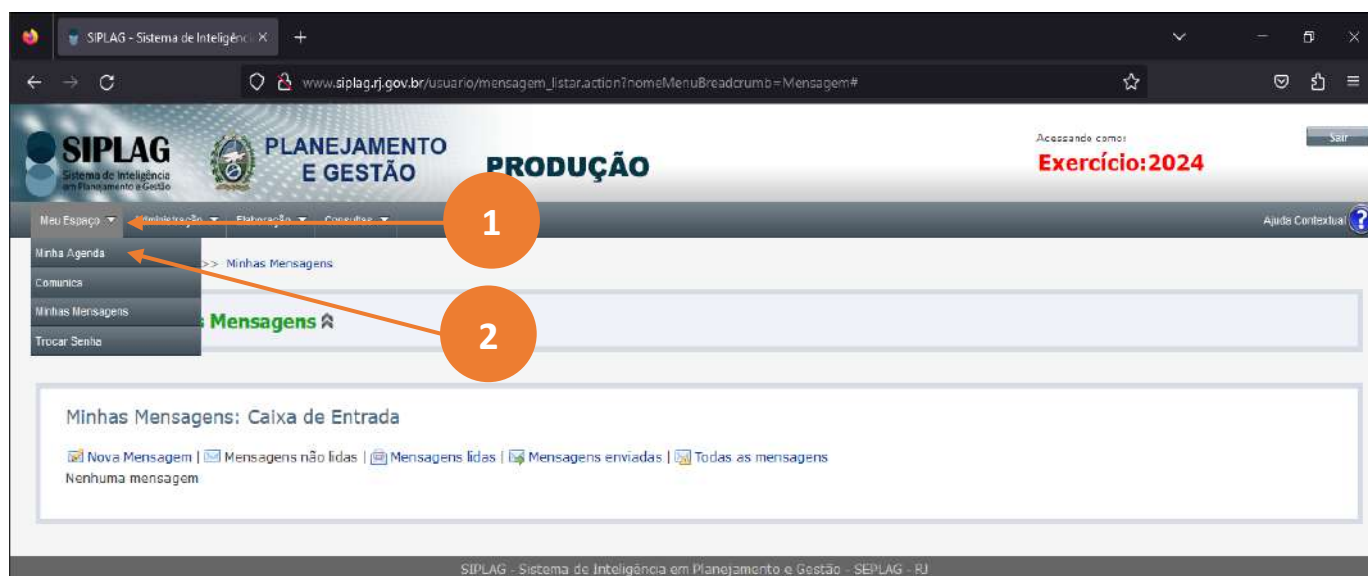 SIPLAG - Sistema de Inteligênci
www.siplag.rj.gov.br/usuario/mensagem_listar.action?nomeMenuBreadcrumb=Mensagem#
SIPLAG
Sistema de Inteligência
em Planejamento e Gestão
PLANEJAMENTO
E GESTÃO
PRODUÇÃO
Acessando como:
Exercício:2024
Sair
Meu Espaço Administração Elaboração Consultas
1
Ajuda Contextual
Minha Agenda
>> Minhas Mensagens
Comunica
Minhas Mensagens
Mensagens
2
Trocar Senha
Minhas Mensagens: Caixa de Entrada
Nova Mensagem | Mensagens não lidas | Mensagens lidas | Mensagens enviadas | Todas as mensagens
Nenhuma mensagem
SIPLAG - Sistema de Inteligência em Planejamento e Gestão - SEPLAG - RJ